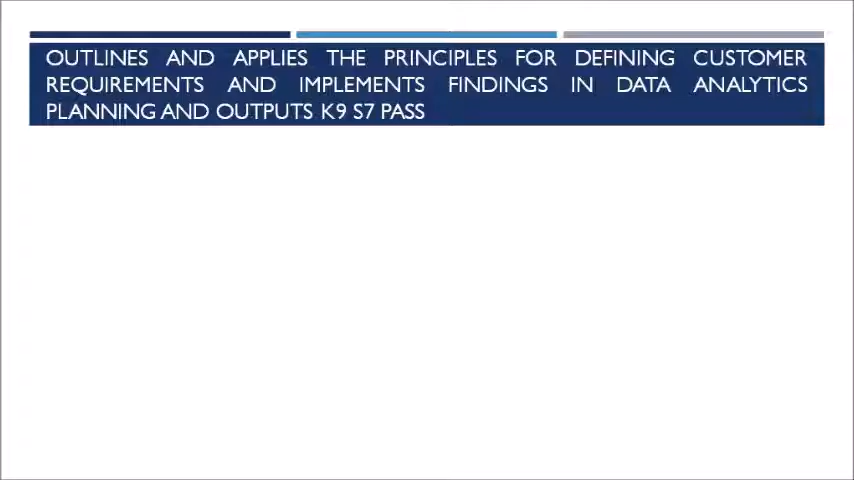 OUTLINES AND APPLIES THE PRINCIPLES FOR DEFINING CUSTOMER
REQUIREMENTS AND IMPLEMENTS FINDINGS IN DATA ANALYTICS
PLANNING AND OUTPUTS K9 S7 PASS